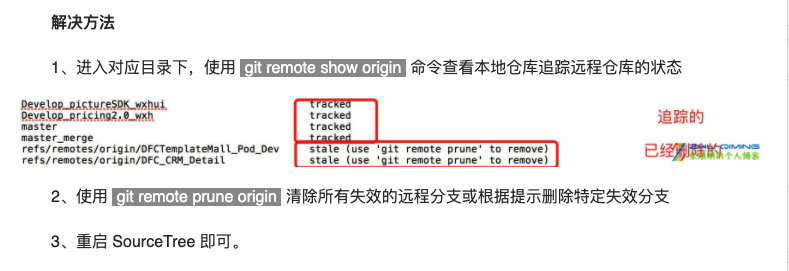 解决方法
1、进入对应目录下，使用 git remote show origin 命令查看本地仓库追踪远程仓库的状态
Develop_pictureSDK_wxhui tracked
Develop_pricing2.0_wxh tracked 追踪的
master tracked
master_merge tracked
refs/remotes/origin/DFCTemplateMall_Pod_Dev stale (use 'git remote prune' to remove) 已经删除的
refs/remotes/origin/DFC_CRM_Detail stale (use 'git remote prune' to remove)
2、使用 git remote prune origin 清除所有失效的远程分支或根据提示删除特定失效分支
3、重启 SourceTree 即可。